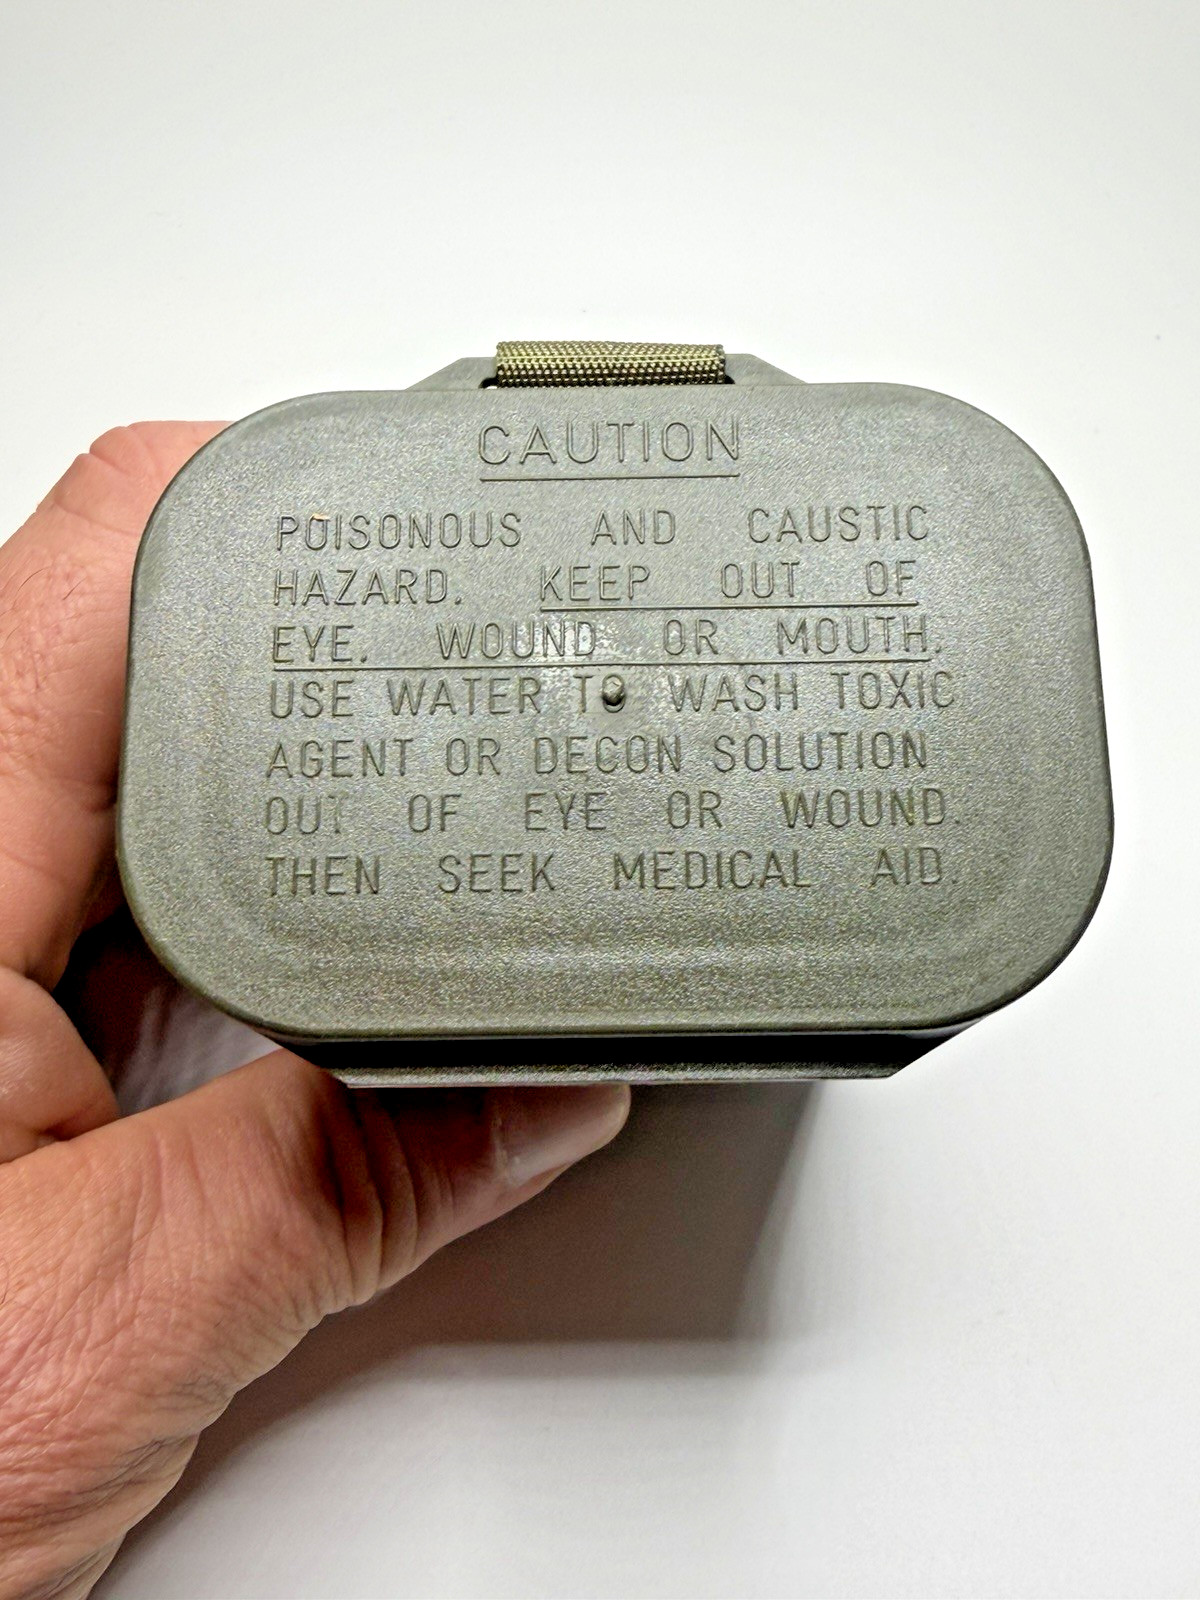 CAUTION
POISONOUS AND CAUSTIC
HAZARD. KEEP OUT OF
EYE. WOUND OR MOUTH.
USE WATER TO WASH TOXIC
AGENT OR DECON SOLUTION
OUT OF EYE OR WOUND.
THEN SEEK MEDICAL AID.